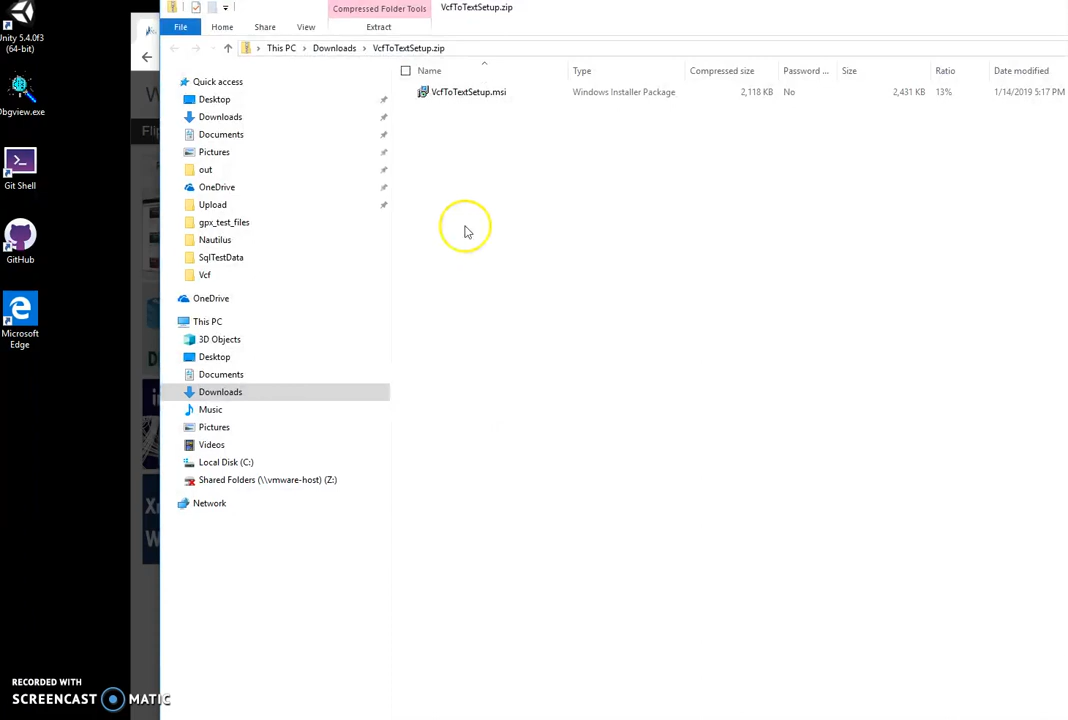 Compressed Folder Tools
VcfToTextSetup.zip
File
Home
Share
View
Extract
This PC > Downloads > VcfToTextSetup.zip
Name
Type
Compressed size
Password ...
Size
Ratio
Date modified
VcfToTextSetup.msi
Windows Installer Package
2,118 KB
No
2,431 KB
13%
1/14/2019 5:17 PM
Quick access
Desktop
Downloads
Documents
Pictures
out
OneDrive
Upload
gpx_test_files
Nautilus
SqlTestData
Vcf
OneDrive
This PC
3D Objects
Desktop
Documents
Downloads
Music
Pictures
Videos
Local Disk (C:)
Shared Folders (\\vmware-host) (Z:)
Network
Unity 5.4.0f3
(64-bit)
Dbgview.exe
Git Shell
GitHub
Microsoft
Edge
RECORDED WITH
SCREENCAST MATIC